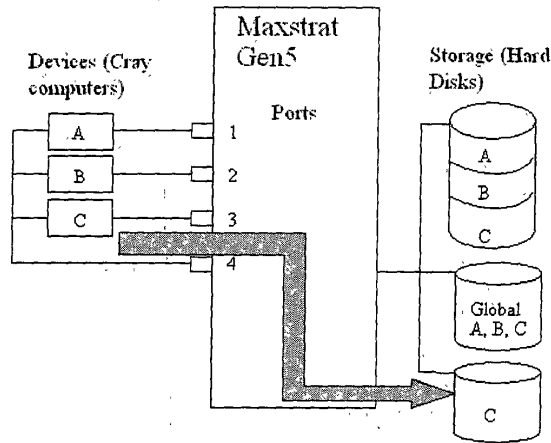 Maxstrat
Gen5
Devices (Cray
computers)
Storage (Hard
Disks)
Ports
A
1
B
2
C
3
4
A
B
C
Global
A, B, C
C